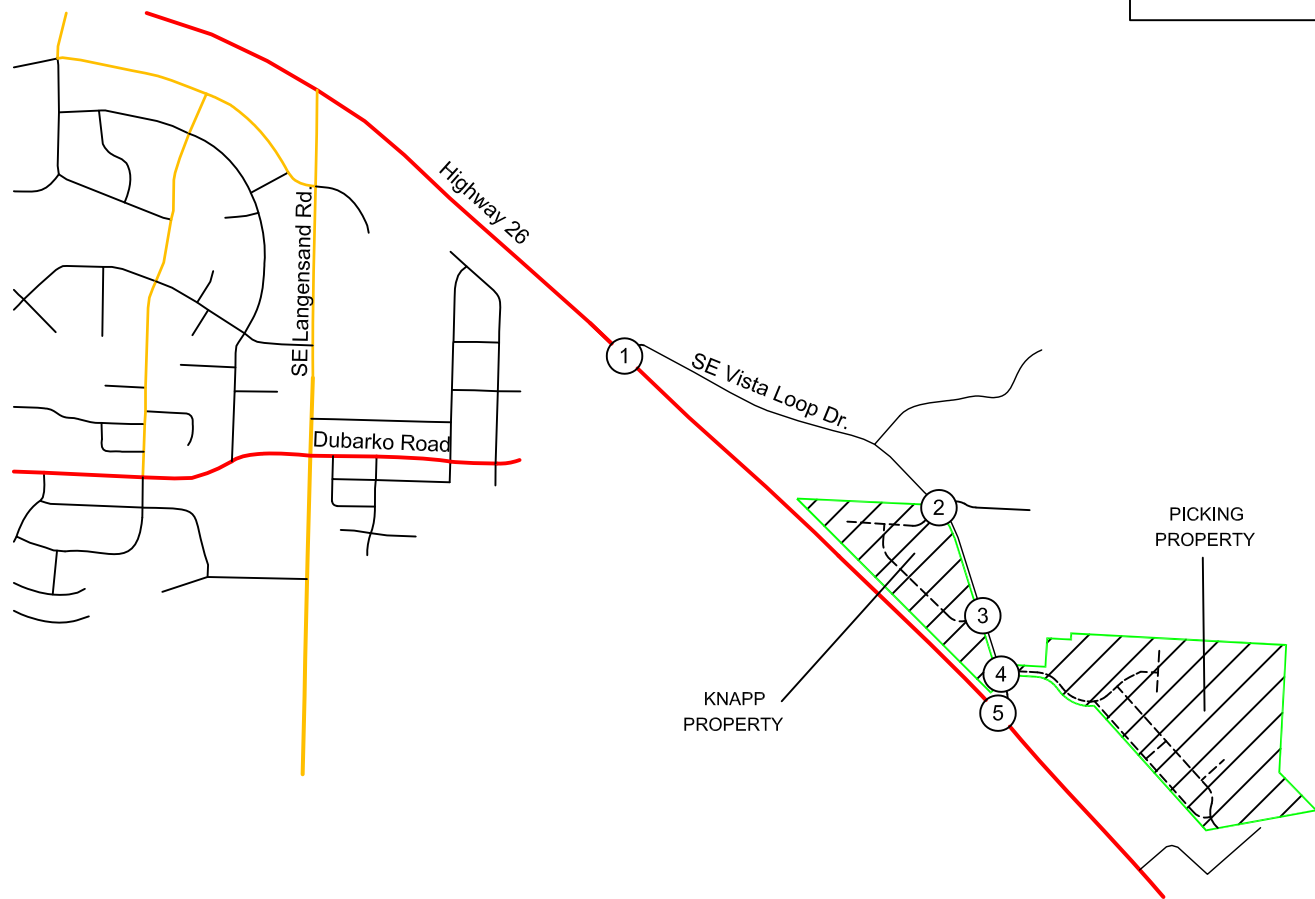 Highway 26
SE Langensand Rd.
1
SE Vista Loop Dr.
Dubarko Road
2
PICKING
PROPERTY
3
4
KNAPP
PROPERTY
5